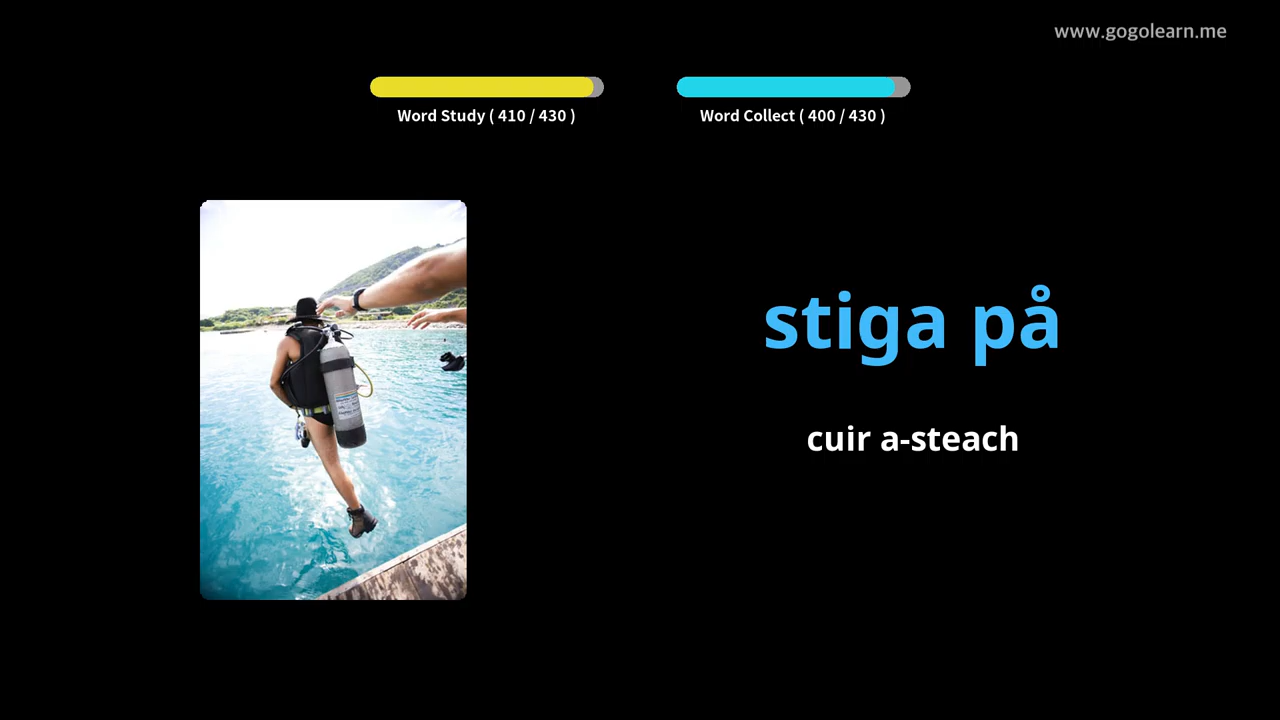 www.gogolearn.me
Word Study ( 410 / 430 )
Word Collect ( 400 / 430 )
stiga på
cuir a-steach